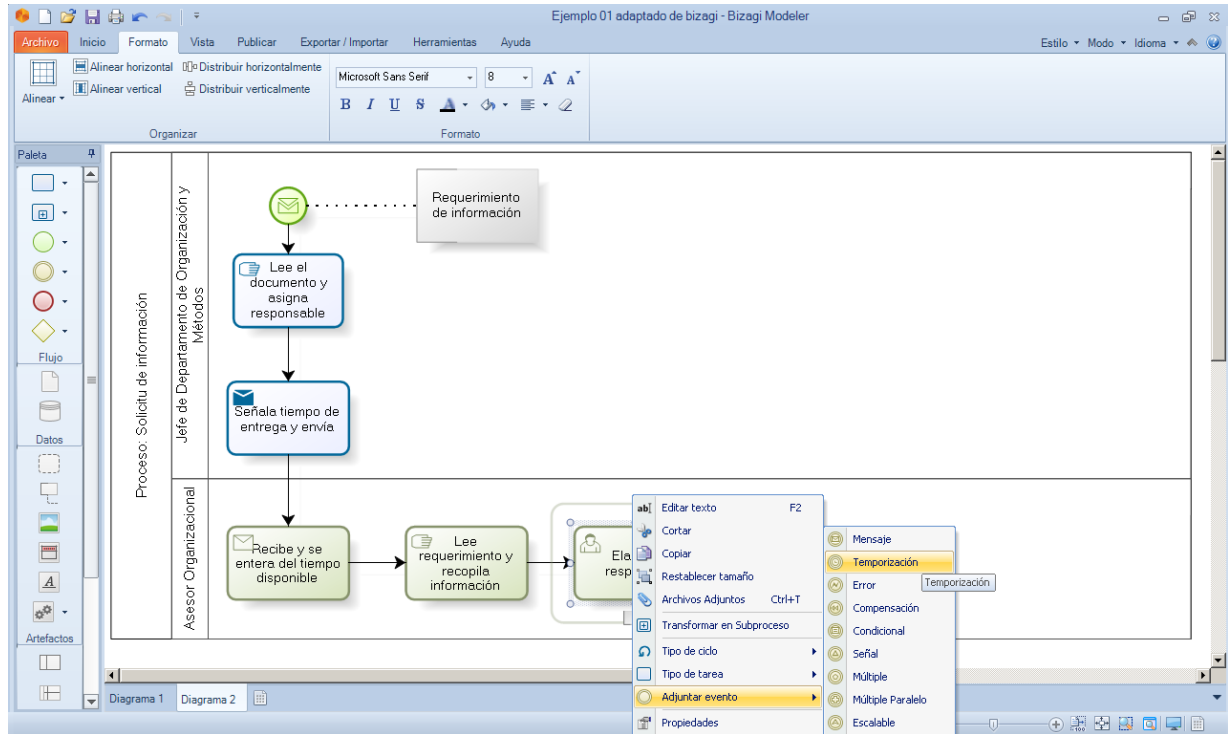 Ejemplo 01 adaptado de bizagi - Bizagi Modeler
Archivo Inicio Formato Vista Publicar Exportar / Importar Herramientas Ayuda
Estilo Modo Idioma
Alinear
Alinear horizontal
Alinear vertical
Distribuir horizontalmente
Distribuir verticalmente
Organizar
Microsoft Sans Serif 8 A A
B I U S A
Formato
Paleta
Flujo
Datos
A
Artefactos
Proceso: Solicitu de información
Jefe de Departamento de Organización y
Métodos
Requerimiento
de información
Lee el
documento y
asigna
responsable
Señala tiempo de
entrega y envía
Asesor Organizacional
Recibe y se
entera del tiempo
disponible
Lee
requerimiento y
recopila
información
Ela
resp
Editar texto F2
Cortar
Copiar
Restablecer tamaño
Archivos Adjuntos Ctrl+T
Transformar en Subproceso
Tipo de ciclo
Tipo de tarea
Adjuntar evento
Propiedades
Mensaje
Temporización
Error
Compensación
Condicional
Señal
Múltiple
Múltiple Paralelo
Escalable
Temporización
Diagrama 1 Diagrama 2